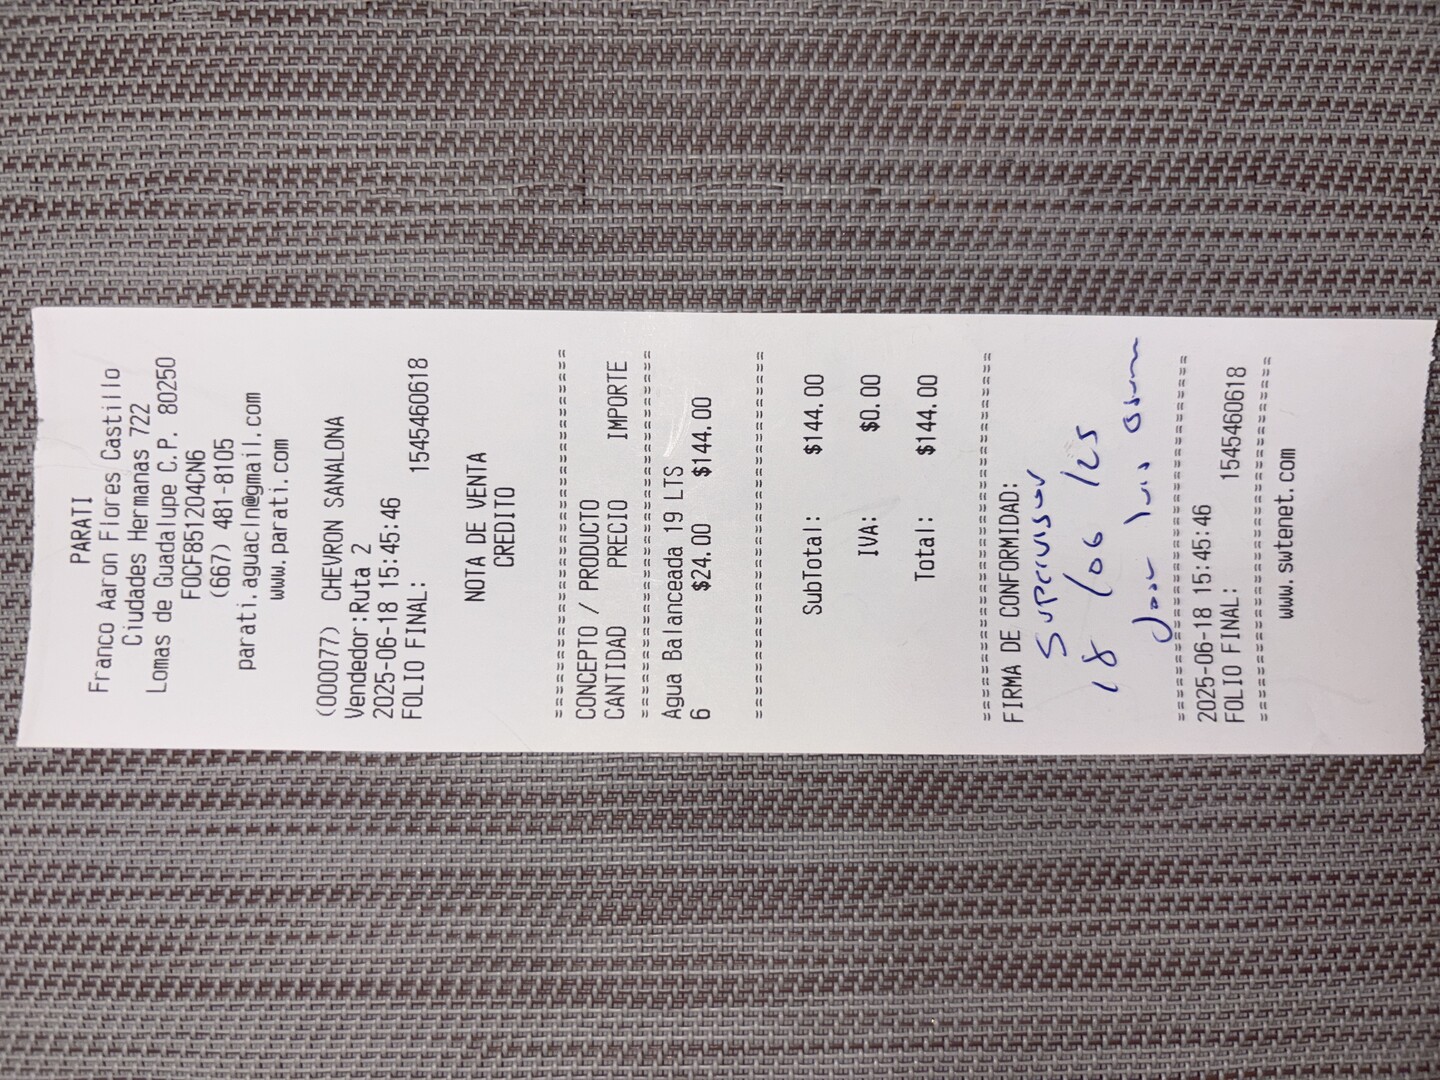 PARATI
Franco Aaron Flores Castillo
Ciudades Hermanas 722
Lomas de Guadalupe C.P. 80250
FOCF851204CN6
(667) 481-8105
parati.aguacln@gmail.com
www.parati.com
(000077) CHEVRON SANALONA
Vendedor:Ruta 2
2025-06-18 15:45:46
FOLIO FINAL: 1545460618
NOTA DE VENTA
CREDITO
==============================
CONCEPTO / PRODUCTO
CANTIDAD PRECIO IMPORTE
==============================
Agua Balanceada 19 LTS
6 $24.00 $144.00
==============================
SubTotal: $144.00
IVA: $0.00
Total: $144.00
==============================
FIRMA DE CONFORMIDAD:
Supervisor
18/06/25
Jose luis
==============================
2025-06-18 15:45:46
FOLIO FINAL: 1545460618
==============================
www.swtenet.com